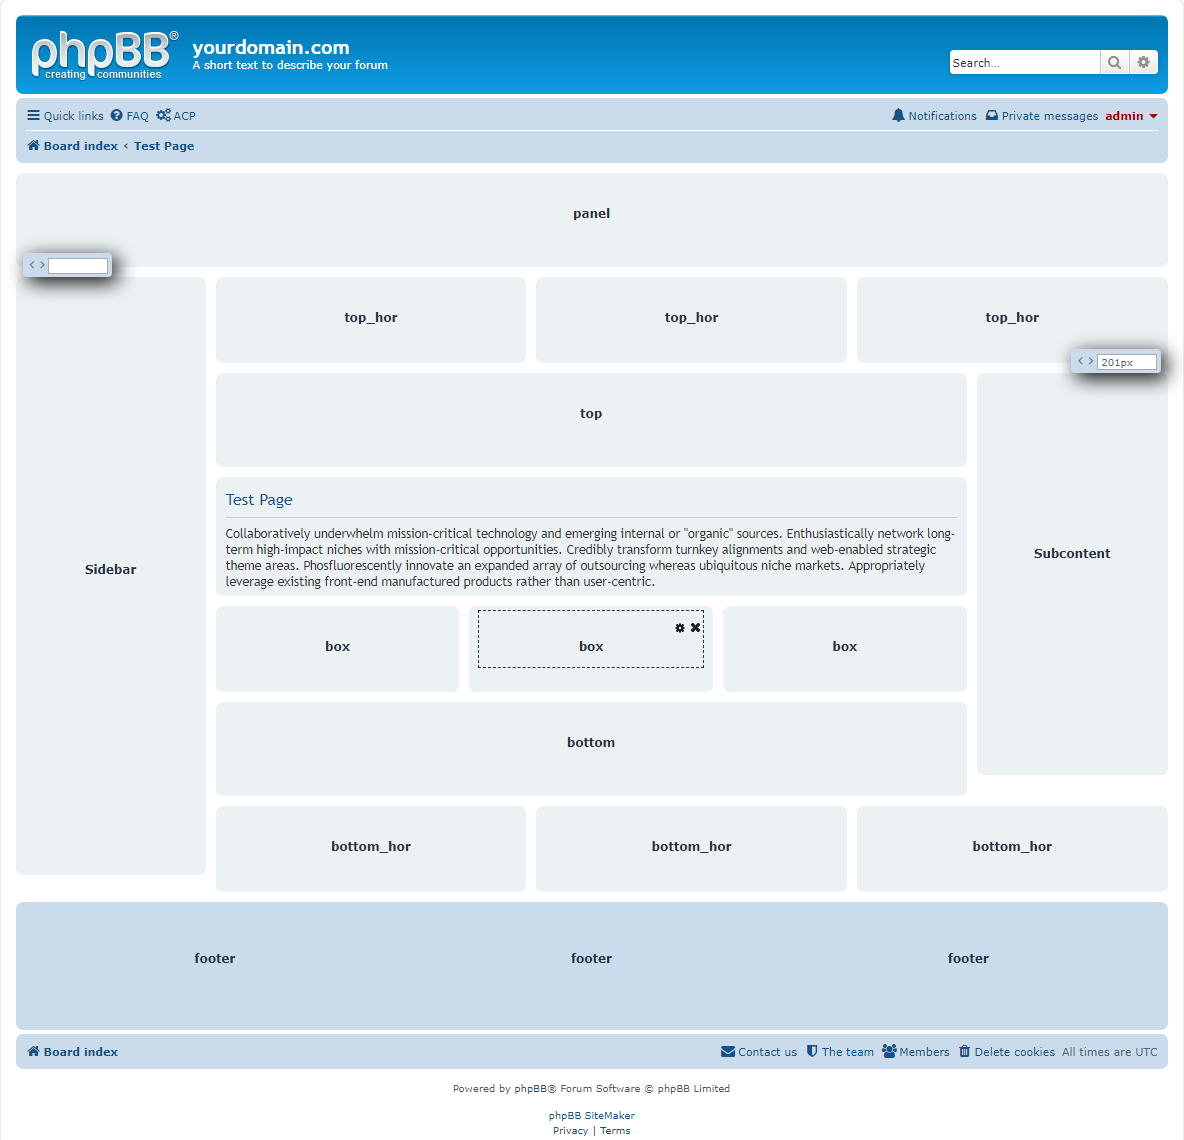 phpBB®
creating communities
yourdomain.com
A short text to describe your forum
Search…
Quick links FAQ ACP
Notifications Private messages admin
Board index ‹ Test Page
panel
top_hor top_hor top_hor
201px
top
Test Page
Collaboratively underwhelm mission-critical technology and emerging internal or "organic" sources. Enthusiastically network long-
term high-impact niches with mission-critical opportunities. Credibly transform turnkey alignments and web-enabled strategic
theme areas. Phosfluorescently innovate an expanded array of outsourcing whereas ubiquitous niche markets. Appropriately
leverage existing front-end manufactured products rather than user-centric.
Subcontent
Sidebar
box box box
bottom
bottom_hor bottom_hor bottom_hor
footer footer footer
Board index
Contact us The team Members Delete cookies All times are UTC
Powered by phpBB® Forum Software © phpBB Limited
phpBB SiteMaker
Privacy | Terms